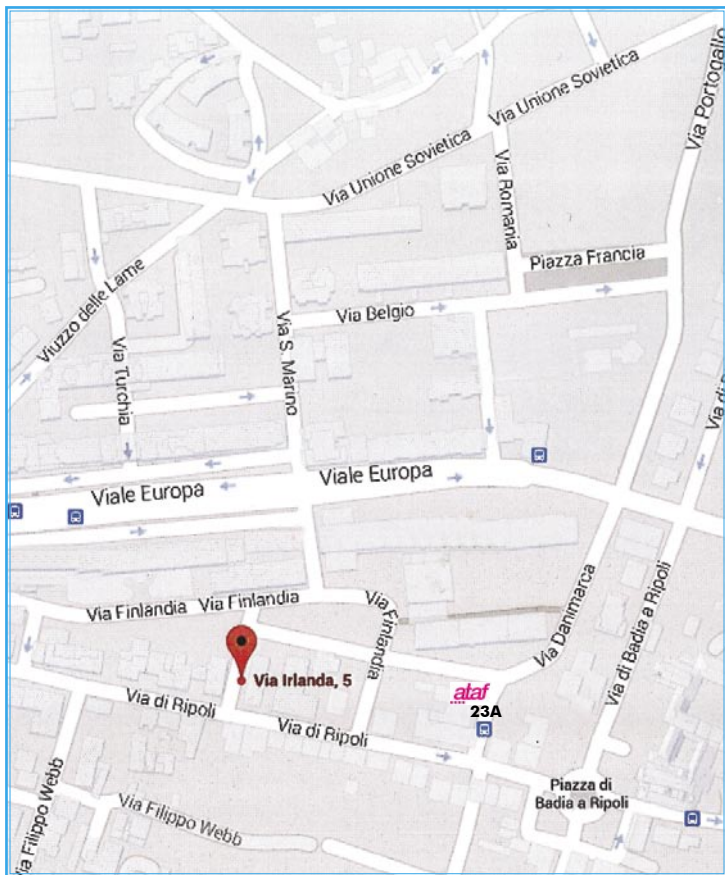 Via Portogallo
Via Unione Sovietica
Via Unione Sovietica
Via Romania
Piazza Francia
Viuzzo delle Lame
Via Belgio
Via S. Marino
Via Turchia
Via di
Viale Europa
Viale Europa
Via Finlandia
Via Finlandia
Via Finlandia
Via Danimarca
Via di Badia a Ripoli
Via Irlanda, 5
ataf
23A
Via di Ripoli
Via di Ripoli
Piazza di
Badia a Ripoli
Via Filippo Webb
Via Filippo Webb